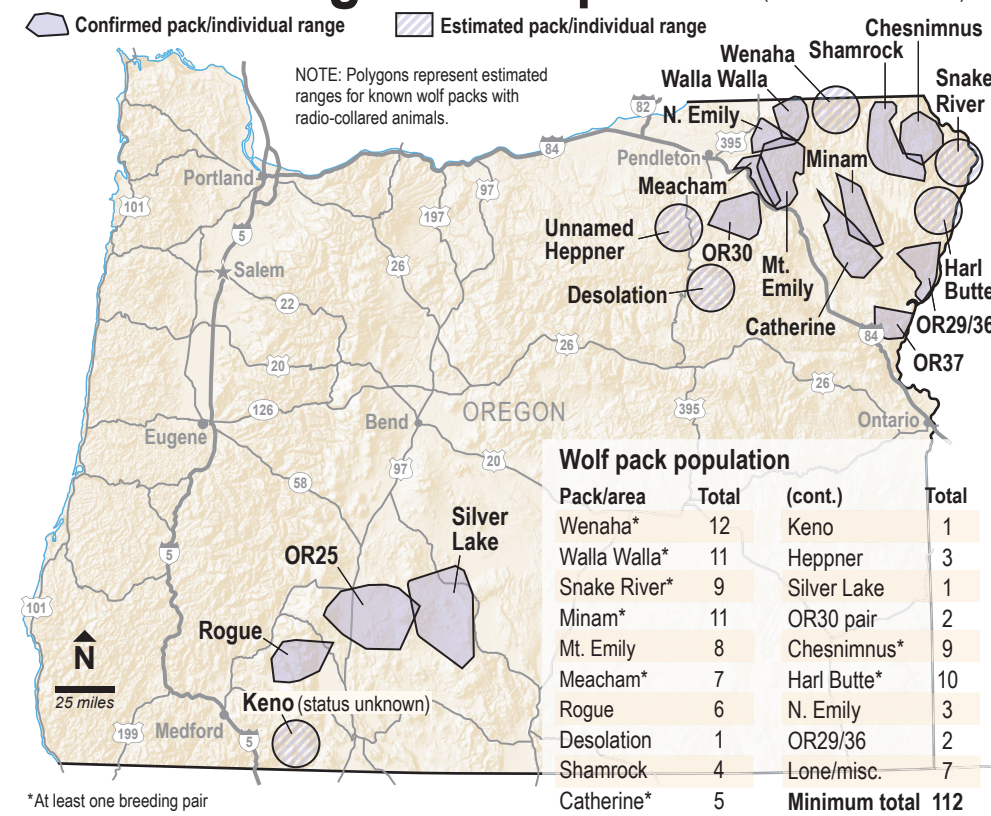 Confirmed pack/individual range
Estimated pack/individual range
NOTE: Polygons represent estimated
ranges for known wolf packs with
radio-collared animals.
Chesnimnus
Shamrock
Wenaha
Walla Walla
Snake
River
N. Emily
82
395
84
Pendleton
Minam
Meacham
Portland
101
197
97
5
Unnamed
Heppner
OR30
Mt.
Emily
Salem
26
Harl
Butte
Desolation
22
Catherine
84
OR29/36
OR37
26
20
26
126
395
OREGON
Bend
Eugene
Ontario
97
20
58
Silver
Lake
OR25
5
101
Rogue
N
25 miles
Keno (status unknown)
199
Medford
5
*At least one breeding pair
Wolf pack population
Pack/area Total (cont.) Total
Wenaha* 12 Keno 1
Walla Walla* 11 Heppner 3
Snake River* 9 Silver Lake 1
Minam* 11 OR30 pair 2
Mt. Emily 8 Chesnimnus* 9
Meacham* 7 Harl Butte* 10
Rogue 6 N. Emily 3
Desolation 1 OR29/36 2
Shamrock 4 Lone/misc. 7
Catherine* 5 Minimum total 112